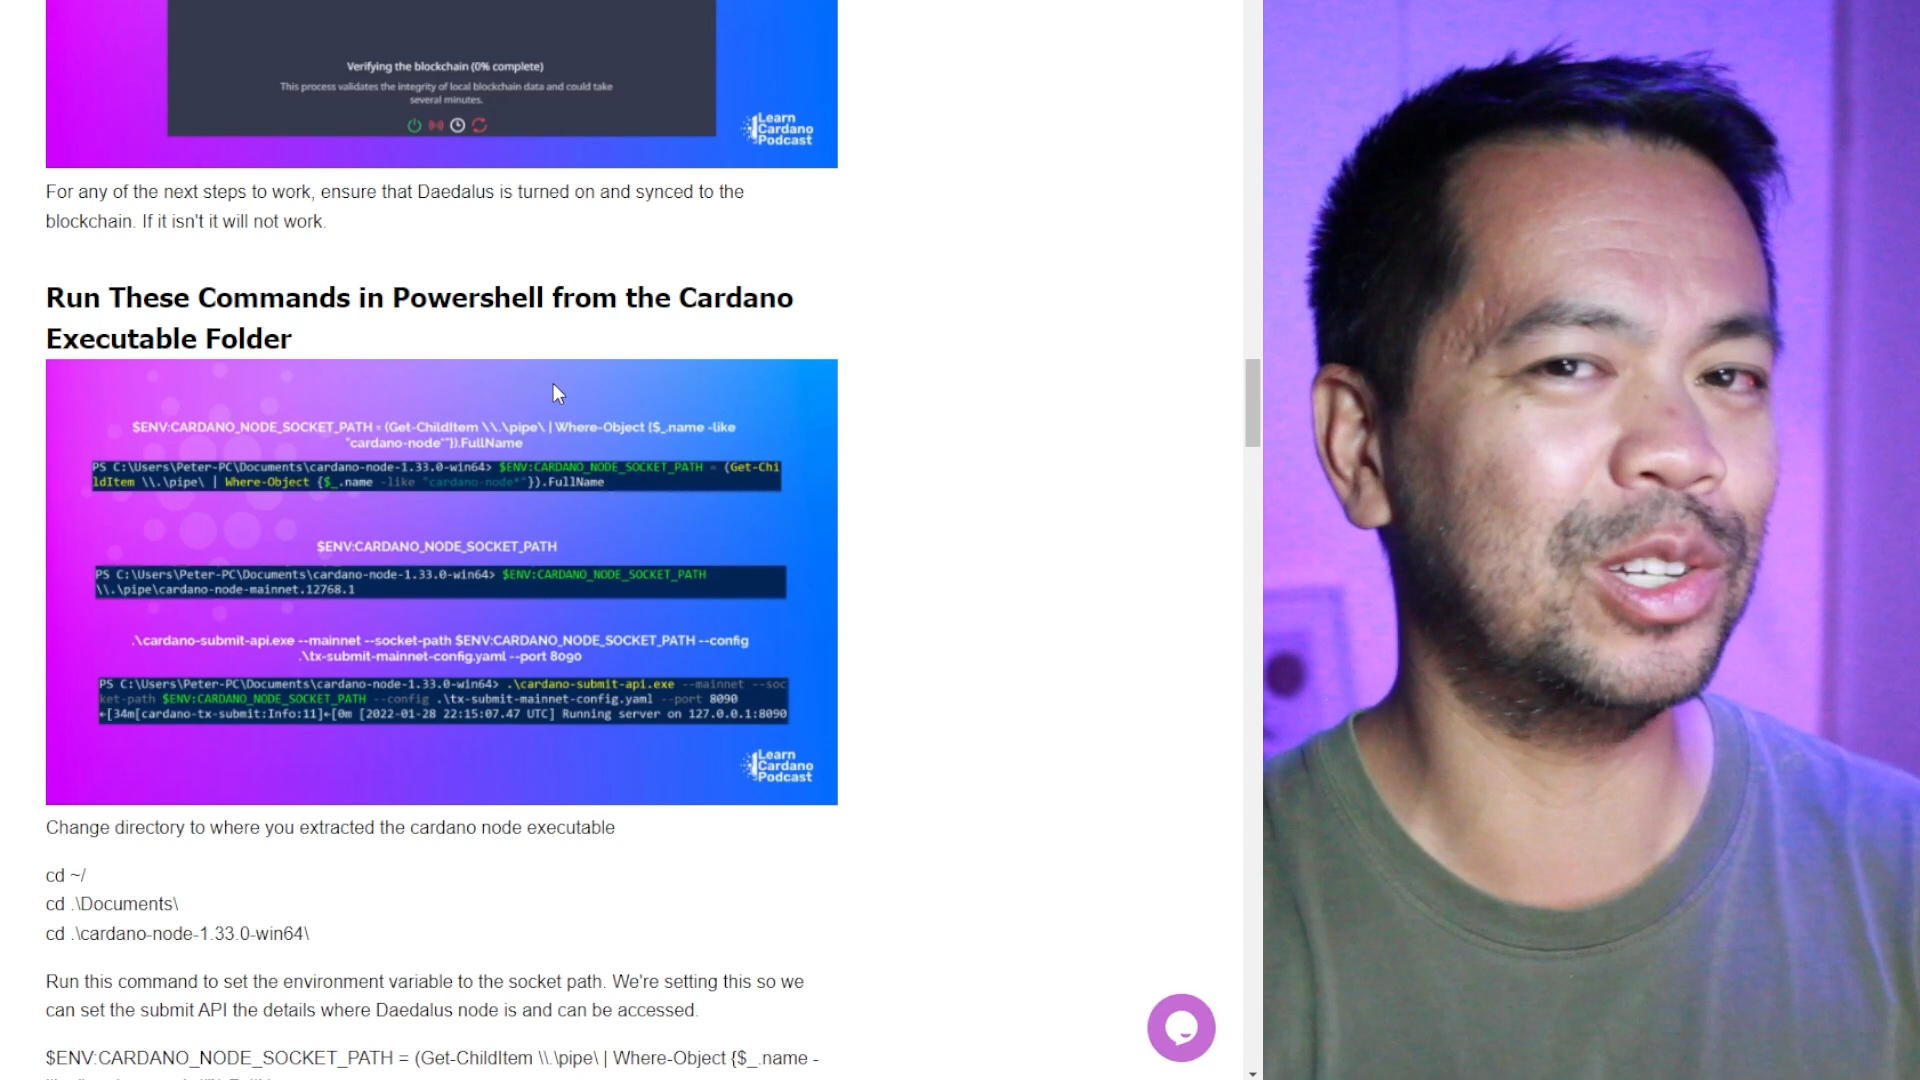 Verifying the blockchain (0% complete)
This process validates the integrity of local blockchain data and could take
several minutes.
Learn
Cardano
Podcast
For any of the next steps to work, ensure that Daedalus is turned on and synced to the
blockchain. If it isn't it will not work.
Run These Commands in Powershell from the Cardano
Executable Folder
$ENV:CARDANO_NODE_SOCKET_PATH = (Get-ChildItem \\.\pipe\ | Where-Object {$_.name -like
"cardano-node*"}).FullName
PS C:\Users\Peter-PC\Documents\cardano-node-1.33.0-win64> $ENV:CARDANO_NODE_SOCKET_PATH = (Get-Chi
ldItem \\.\pipe\ | Where-Object {$_.name -like "cardano-node*"}).FullName
$ENV:CARDANO_NODE_SOCKET_PATH
PS C:\Users\Peter-PC\Documents\cardano-node-1.33.0-win64> $ENV:CARDANO_NODE_SOCKET_PATH
\\.\pipe\cardano-node-mainnet.12768.1
.\cardano-submit-api.exe --mainnet --socket-path $ENV:CARDANO_NODE_SOCKET_PATH --config
.\tx-submit-mainnet-config.yaml --port 8090
PS C:\Users\Peter-PC\Documents\cardano-node-1.33.0-win64> .\cardano-submit-api.exe --mainnet --soc
ket-path $ENV:CARDANO_NODE_SOCKET_PATH --config .\tx-submit-mainnet-config.yaml --port 8090
←[34m[cardano-tx-submit:Info:11]←[0m [2022-01-28 22:15:07.47 UTC] Running server on 127.0.0.1:8090
Learn
Cardano
Podcast
Change directory to where you extracted the cardano node executable
cd ~/
cd .\Documents\
cd .\cardano-node-1.33.0-win64\
Run this command to set the environment variable to the socket path. We're setting this so we
can set the submit API the details where Daedalus node is and can be accessed.
$ENV:CARDANO_NODE_SOCKET_PATH = (Get-ChildItem \\.\pipe\ | Where-Object {$_.name -